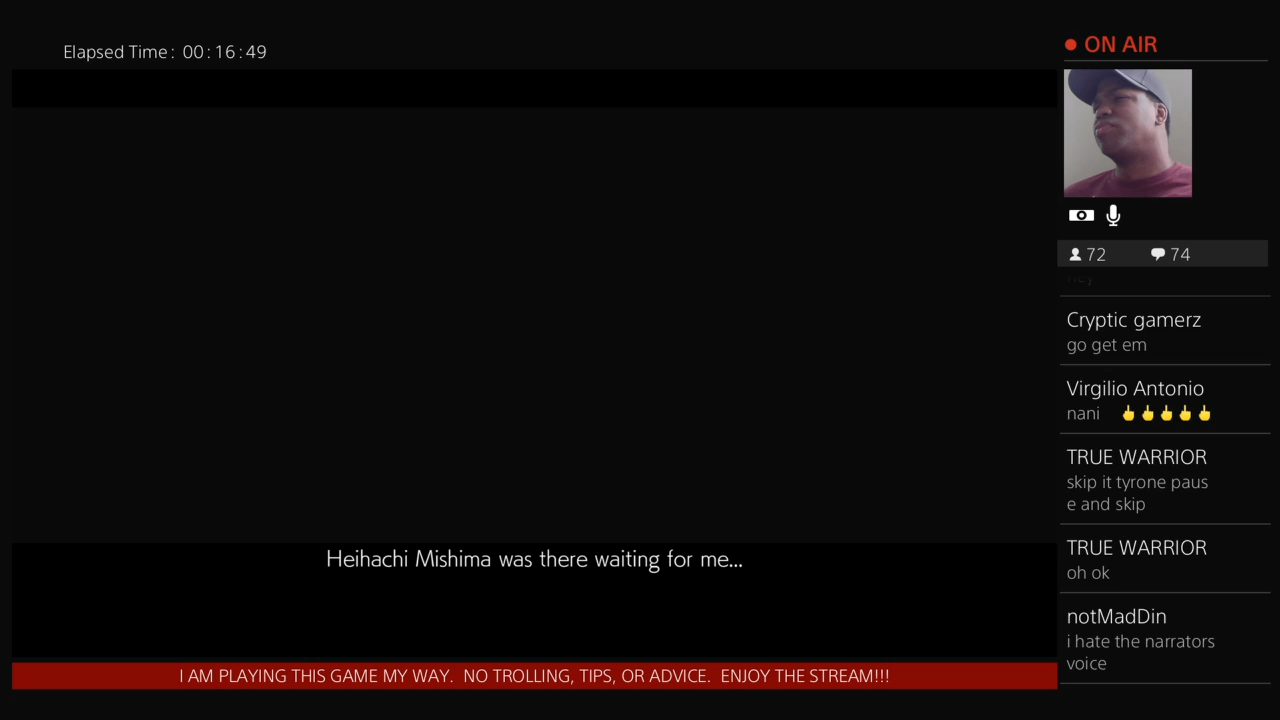 Elapsed Time: 00:16:49
ON AIR
72 74
Cryptic gamerz
go get em
Virgilio Antonio
nani 👆👆👆👆👆
TRUE WARRIOR
skip it tyrone paus
e and skip
TRUE WARRIOR
oh ok
notMadDin
i hate the narrators
voice
Heihachi Mishima was there waiting for me...
I AM PLAYING THIS GAME MY WAY. NO TROLLING, TIPS, OR ADVICE. ENJOY THE STREAM!!!